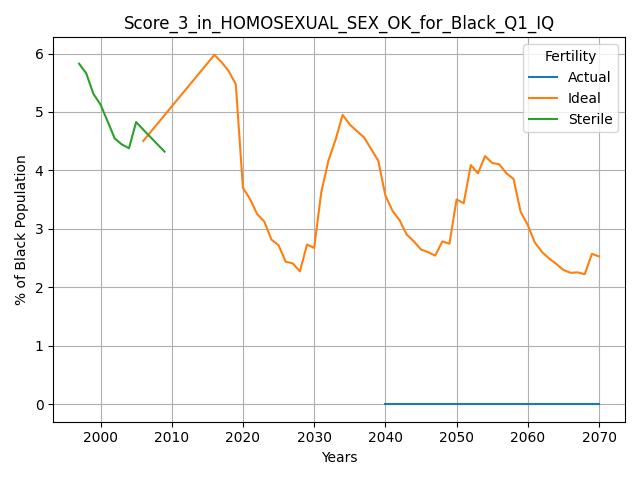 Score_3_in_HOMOSEXUAL_SEX_OK_for_Black_Q1_IQ
Fertility
Actual
Ideal
Sterile
% of Black Population
6
5
4
3
2
1
0
2000 2010 2020 2030 2040 2050 2060 2070
Years